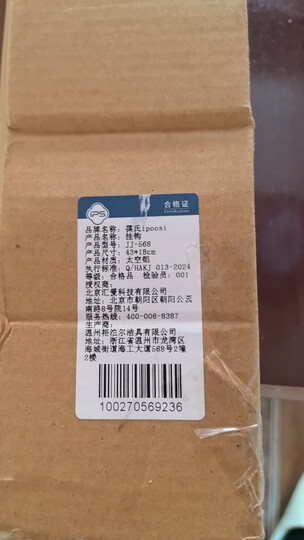 IPS
合格证
Certification
品牌名称：葆氏ipoosi
产品名称：挂钩
产品型号：JJ-568
产品尺寸：43*18cm
产品材质：太空铝
执行标准：Q/HAKJ 013-2024
等级：合格品 检验员：001
授权商：
北京汇爱科技有限公司
地址：北京市朝阳区朝阳公园
南路8号院14号
服务热线：400-006-8387
生产商：
温州裕泊尔洁具有限公司
地址：浙江省温州市龙湾区
海城街道海工大道568号2幢
2楼
100270569236